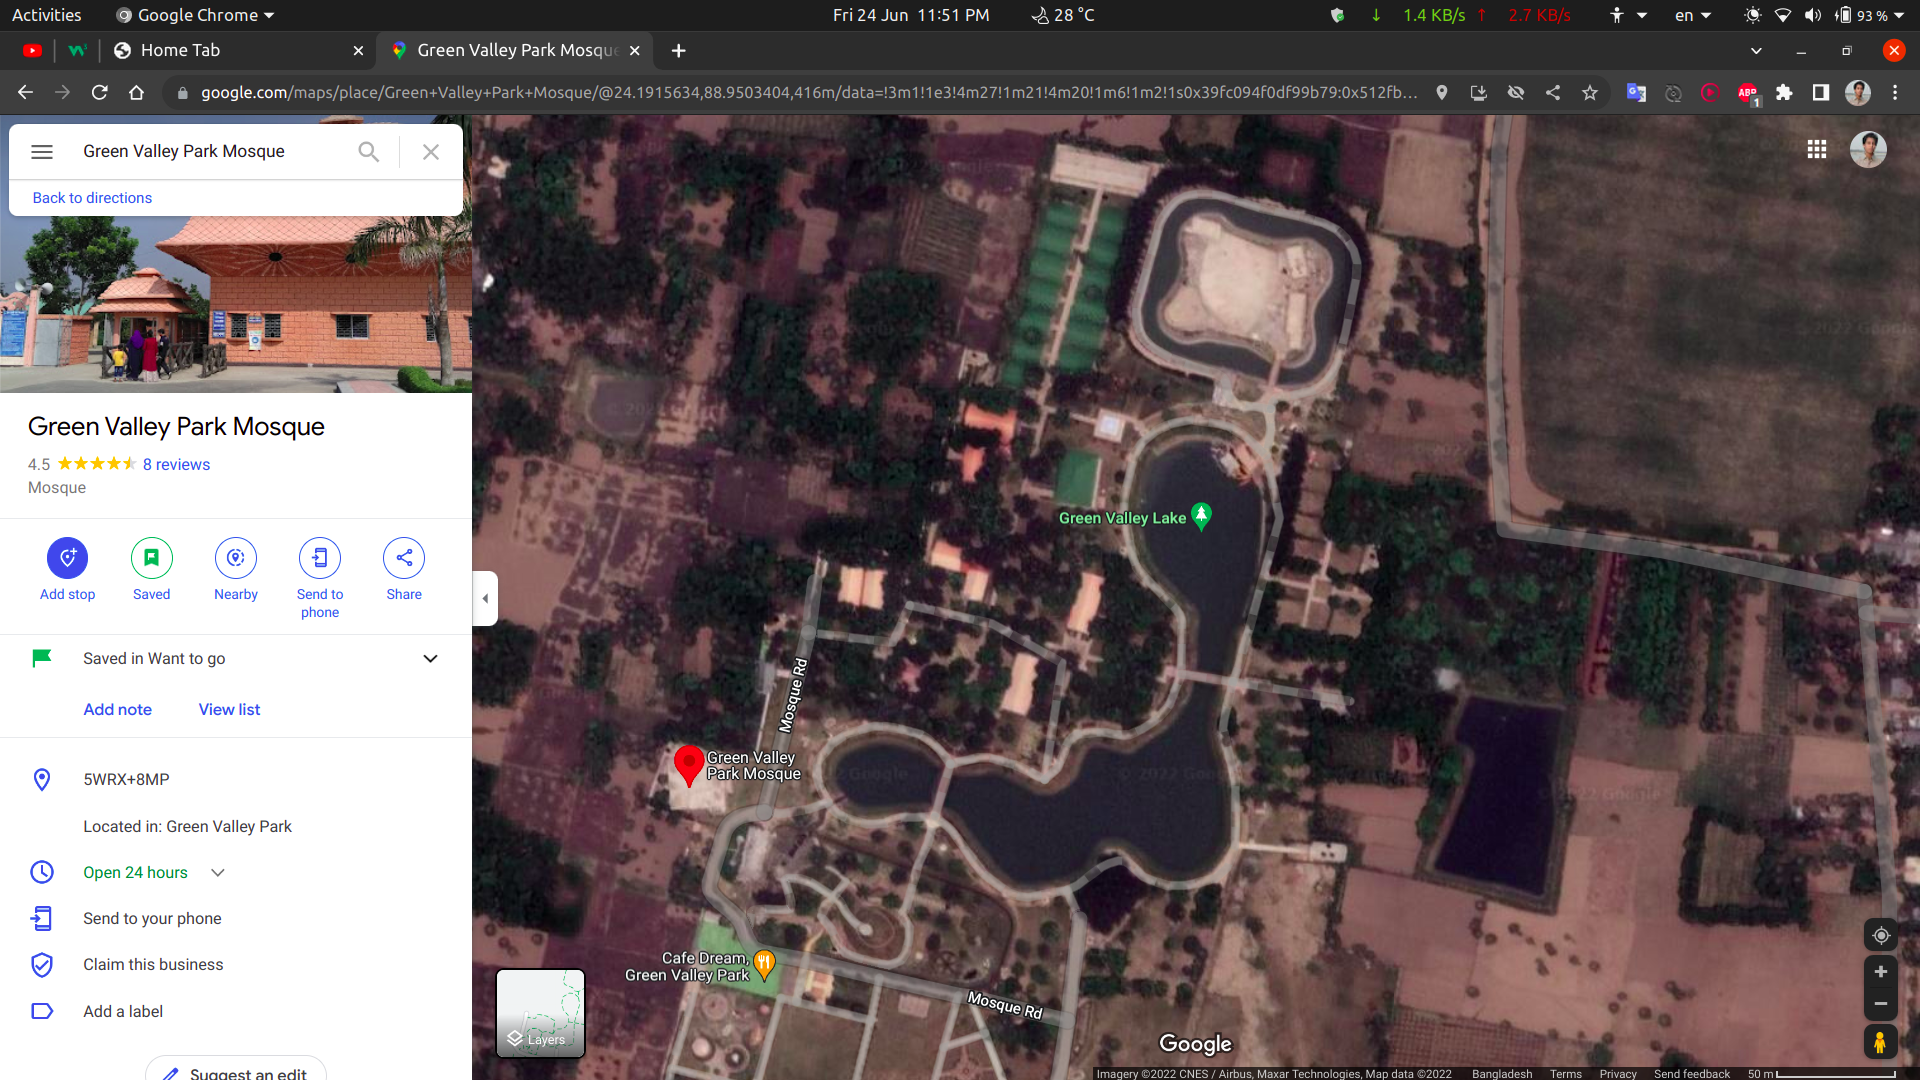 Activities
Google Chrome
Fri 24 Jun 11:51 PM
28 °C
↓ 1.4 KB/s ↑ 2.7 KB/s
en
93 %
Home Tab
Green Valley Park Mosque
google.com/maps/place/Green+Valley+Park+Mosque/@24.1915634,88.9503404,416m/data=!3m1!1e3!4m27!1m21!4m20!1m6!1m2!1s0x39fc094f0df99b79:0x512fb...
ABP
1
Green Valley Park Mosque
Back to directions
Green Valley Park Mosque
4.5
8 reviews
Mosque
Add stop
Saved
Nearby
Send to
phone
Share
Saved in Want to go
Add note
View list
5WRX+8MP
Located in: Green Valley Park
Open 24 hours
Send to your phone
Claim this business
Add a label
Suggest an edit
Green Valley Lake
Mosque Rd
Green Valley
Park Mosque
Cafe Dream,
Green Valley Park
Mosque Rd
Layers
Google
Imagery ©2022 CNES / Airbus, Maxar Technologies, Map data ©2022
Bangladesh
Terms
Privacy
Send feedback
50 m